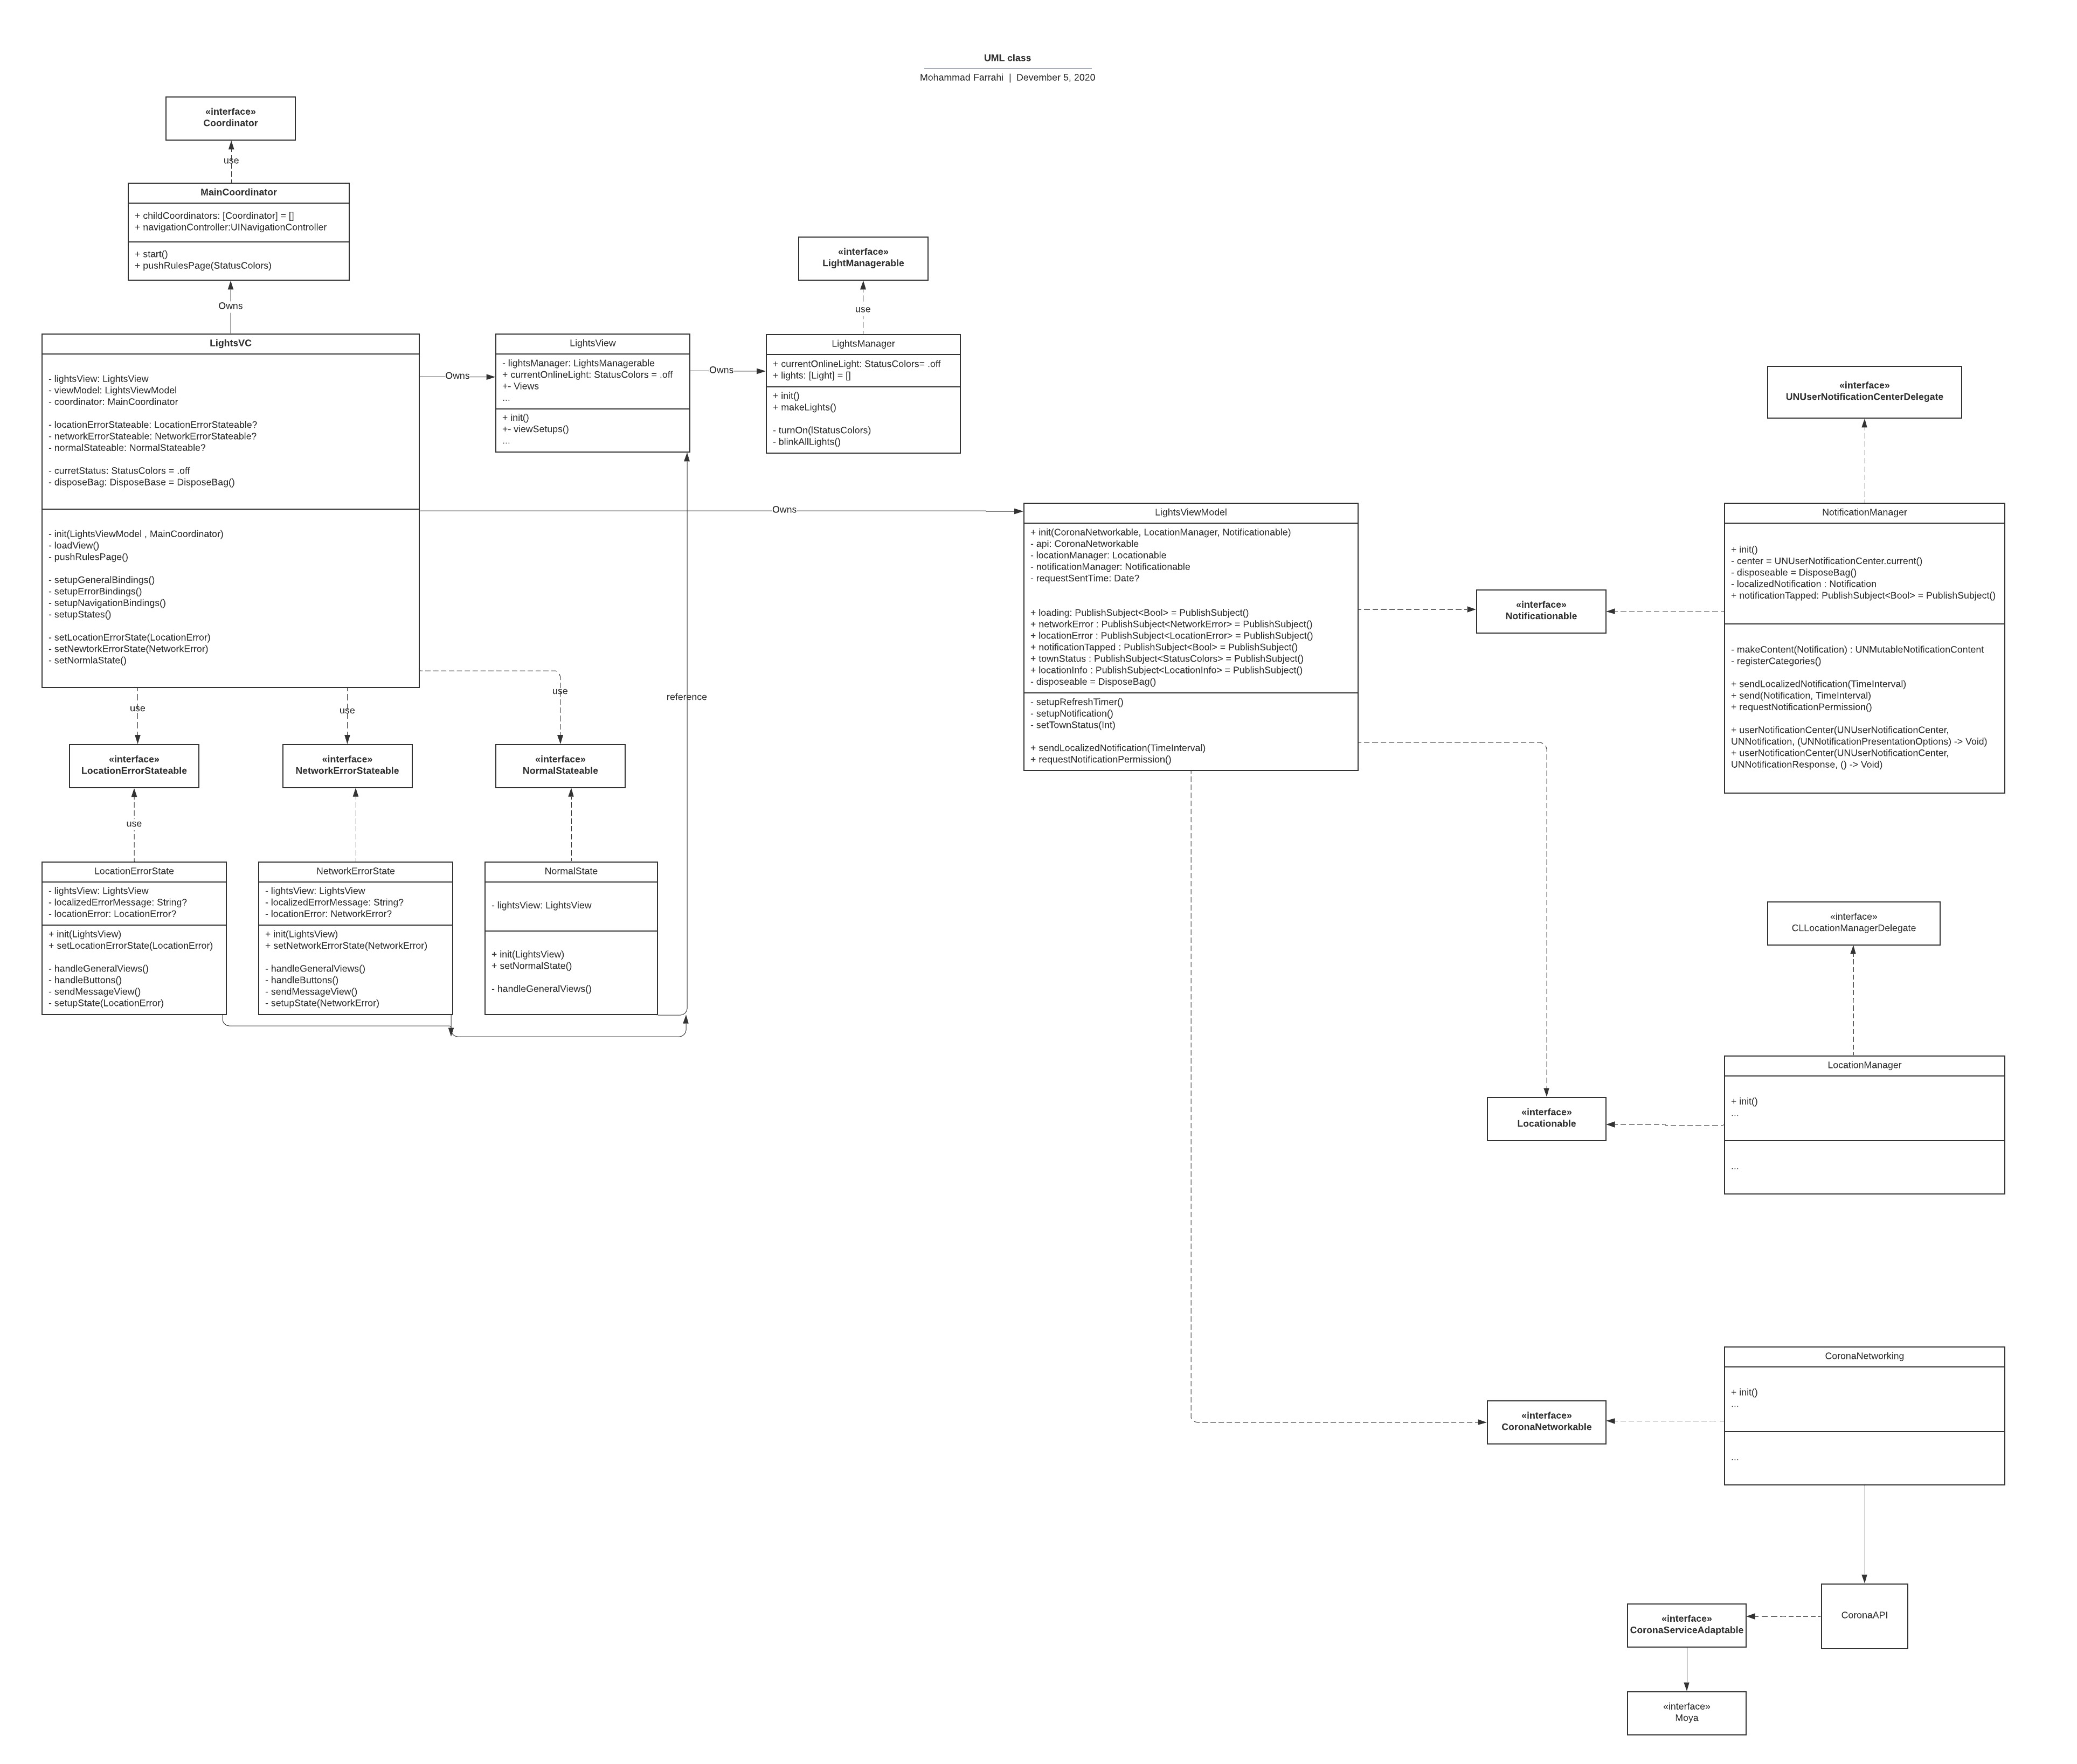 UML class
Mohammad Farrahi | Devember 5, 2020
«interface»
Coordinator
use
MainCoordinator
+ childCoordinators: [Coordinator] = []
+ navigationController:UINavigationController
+ start()
+ pushRulesPage(StatusColors)
Owns
LightsVC
- lightsView: LightsView
- viewModel: LightsViewModel
- coordinator: MainCoordinator
- locationErrorStateable: LocationErrorStateable?
- networkErrorStateable: NetworkErrorStateable?
- normalStateable: NormalStateable?
- curretStatus: StatusColors = .off
- disposeBag: DisposeBase = DisposeBag()
- init(LightsViewModel , MainCoordinator)
- loadView()
- pushRulesPage()
- setupGeneralBindings()
- setupErrorBindings()
- setupNavigationBindings()
- setupStates()
- setLocationErrorState(LocationError)
- setNewtorkErrorState(NetworkError)
- setNormlaState()
Owns
LightsView
- lightsManager: LightsManagerable
+ currentOnlineLight: StatusColors = .off
+- Views
...
+ init()
+- viewSetups()
...
Owns
«interface»
LightManagerable
use
LightsManager
+ currentOnlineLight: StatusColors= .off
+ lights: [Light] = []
+ init()
+ makeLights()
- turnOn(lStatusColors)
- blinkAllLights()
Owns
reference
use
use
use
«interface»
LocationErrorStateable
«interface»
NetworkErrorStateable
«interface»
NormalStateable
use
LocationErrorState
- lightsView: LightsView
- localizedErrorMessage: String?
- locationError: LocationError?
+ init(LightsView)
+ setLocationErrorState(LocationError)
- handleGeneralViews()
- handleButtons()
- sendMessageView()
- setupState(LocationError)
NetworkErrorState
- lightsView: LightsView
- localizedErrorMessage: String?
- locationError: NetworkError?
+ init(LightsView)
+ setNetworkErrorState(NetworkError)
- handleGeneralViews()
- handleButtons()
- sendMessageView()
- setupState(NetworkError)
NormalState
- lightsView: LightsView
+ init(LightsView)
+ setNormalState()
- handleGeneralViews()
LightsViewModel
+ init(CoronaNetworkable, LocationManager, Notificationable)
- api: CoronaNetworkable
- locationManager: Locationable
- notificationManager: Notificationable
- requestSentTime: Date?
+ loading: PublishSubject<Bool> = PublishSubject()
+ networkError : PublishSubject<NetworkError> = PublishSubject()
+ locationError : PublishSubject<LocationError> = PublishSubject()
+ notificationTapped : PublishSubject<Bool> = PublishSubject()
+ townStatus : PublishSubject<StatusColors> = PublishSubject()
+ locationInfo : PublishSubject<LocationInfo> = PublishSubject()
- disposeable = DisposeBag()
- setupRefreshTimer()
- setupNotification()
- setTownStatus(Int)
+ sendLocalizedNotification(TimeInterval)
+ requestNotificationPermission()
«interface»
Notificationable
«interface»
UNUserNotificationCenterDelegate
NotificationManager
+ init()
- center = UNUserNotificationCenter.current()
- disposeable = DisposeBag()
- localizedNotification : Notification
+ notificationTapped: PublishSubject<Bool> = PublishSubject()
- makeContent(Notification) : UNMutableNotificationContent
- registerCategories()
+ sendLocalizedNotification(TimeInterval)
+ send(Notification, TimeInterval)
+ requestNotificationPermission()
+ userNotificationCenter(UNUserNotificationCenter,
UNNotification, (UNNotificationPresentationOptions) -> Void)
+ userNotificationCenter(UNUserNotificationCenter,
UNNotificationResponse, () -> Void)
«interface»
CLLocationManagerDelegate
LocationManager
+ init()
...
...
«interface»
Locationable
CoronaNetworking
+ init()
...
...
«interface»
CoronaNetworkable
CoronaAPI
«interface»
CoronaServiceAdaptable
«interface»
Moya